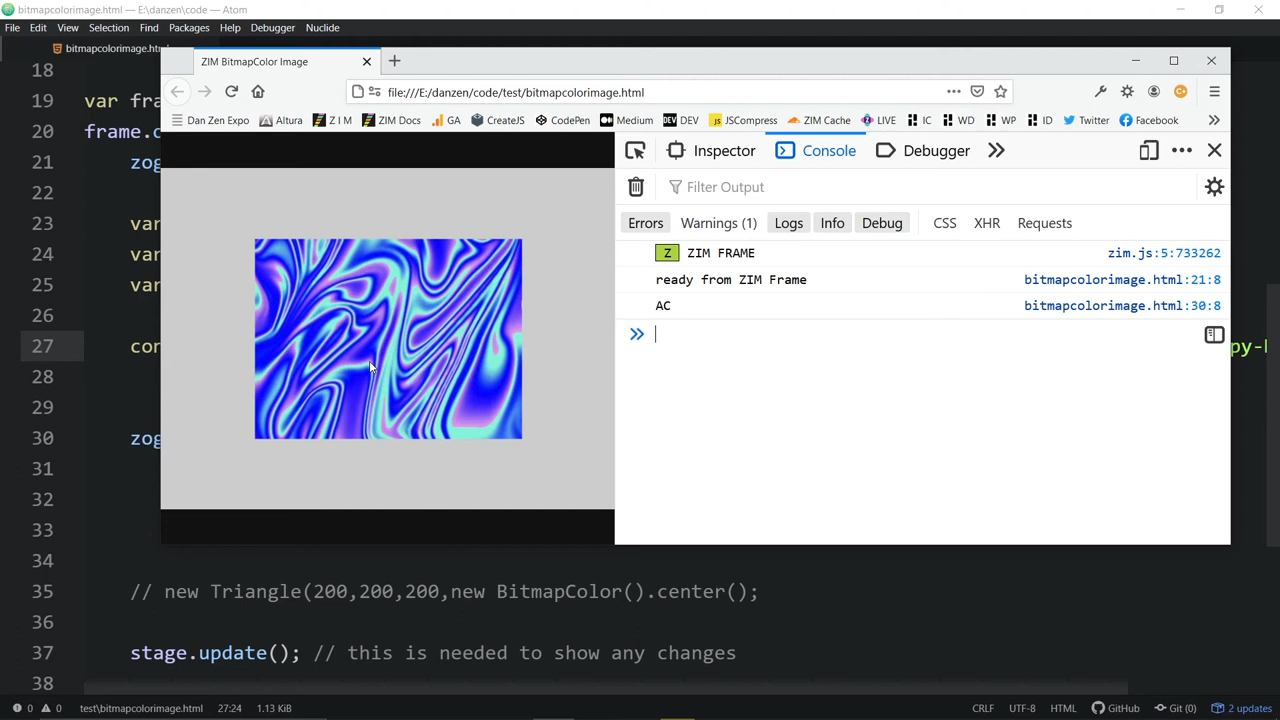 bitmapcolorimage.html — E:\danzen\code — Atom
File Edit View Selection Find Packages Help Debugger Nuclide
bitmapcolorimage.htm
ZIM BitmapColor Image
file:///E:/danzen/code/test/bitmapcolorimage.html
Dan Zen Expo Altura Z I M ZIM Docs GA CreateJS CodePen Medium DEV JSCompress ZIM Cache LIVE IC WD WP ID Twitter Facebook
Inspector Console Debugger
Filter Output
Errors Warnings (1) Logs Info Debug CSS XHR Requests
Z ZIM FRAME zim.js:5:733262
ready from ZIM Frame bitmapcolorimage.html:21:8
AC bitmapcolorimage.html:30:8
18
19 var fra
20 frame.o
21 zog
22
23 var
24 var
25 var
26
27 con py-h
28
29
30 zog
31
32
33
34
35 // new Triangle(200,200,200,new BitmapColor().center();
36
37 stage.update(); // this is needed to show any changes
38
0 0 test\bitmapcolorimage.html 27:24 1.13 KiB CRLF UTF-8 HTML GitHub Git (0) 2 updates